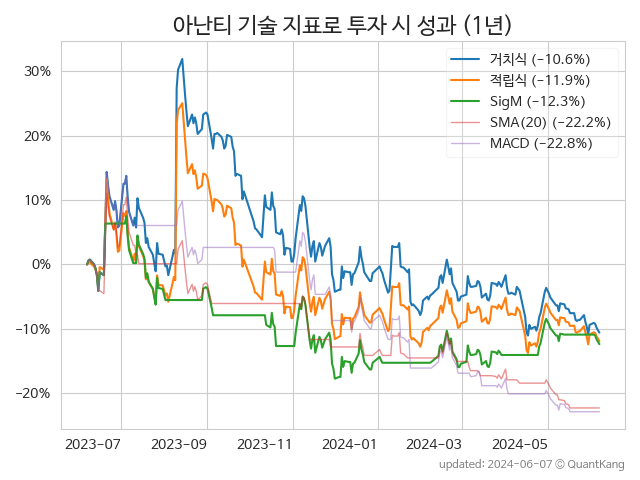 아난티 기술 지표로 투자 시 성과 (1년)
거치식 (−10.6%)
적립식 (−11.9%)
SigM (−12.3%)
SMA(20) (−22.2%)
MACD (−22.8%)
30%
20%
10%
0%
−10%
−20%
2023-07 2023-09 2023-11 2024-01 2024-03 2024-05
updated: 2024-06-07 © QuantKang